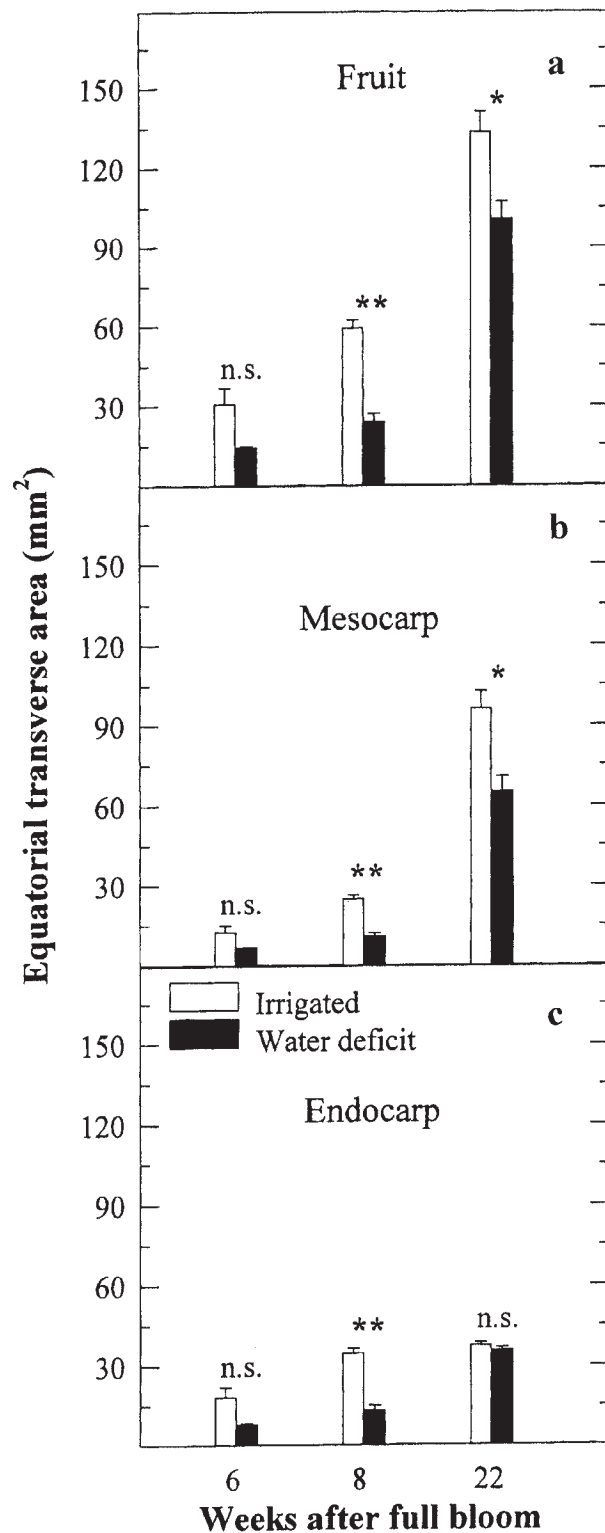 Equatorial transverse area (mm²)
a
Fruit
150
120
90
60
30
n.s.
**
*
b
Mesocarp
150
120
90
60
30
n.s.
**
*
c
Irrigated
Water deficit
Endocarp
150
120
90
60
30
n.s.
**
n.s.
6 8 22
Weeks after full bloom